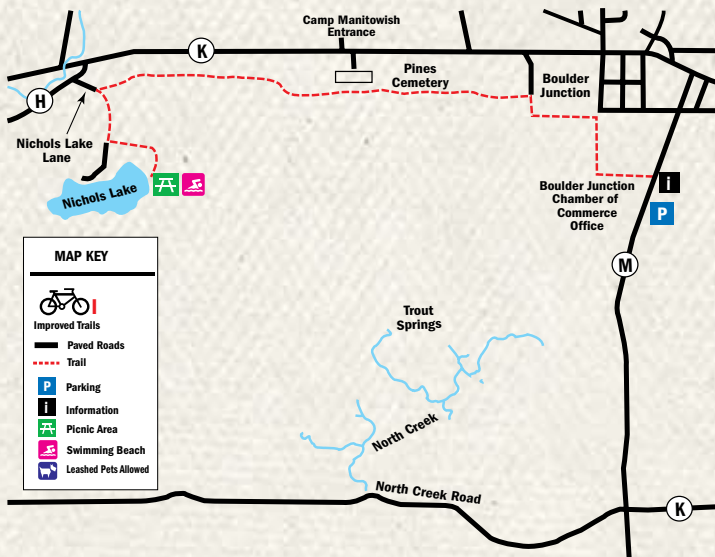 Camp Manitowish
Entrance
K
Pines
Cemetery
Boulder
Junction
H
Nichols Lake
Lane
Nichols Lake
i
P
Boulder Junction
Chamber of
Commerce
Office
M
MAP KEY
Improved Trails
Paved Roads
Trail
P Parking
i Information
Picnic Area
Swimming Beach
Leashed Pets Allowed
Trout
Springs
North Creek
North Creek Road
K